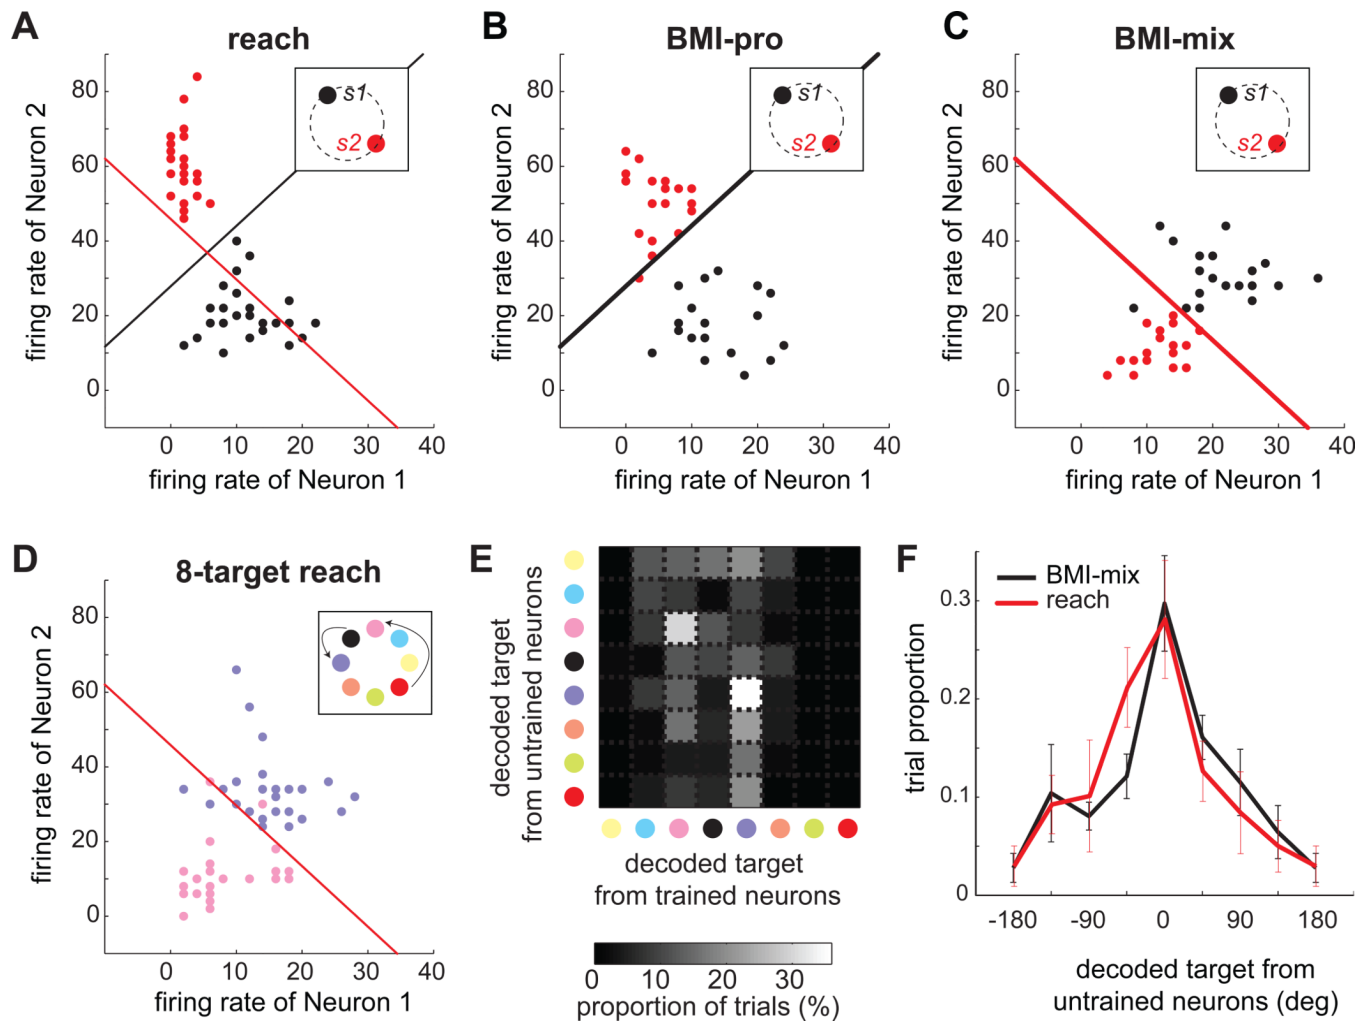 A
reach
firing rate of Neuron 2
80
60
40
20
0
s1
s2
0
10
20
30
40
firing rate of Neuron 1
B
BMI-pro
firing rate of Neuron 2
80
60
40
20
0
s1
s2
0
10
20
30
40
firing rate of Neuron 1
C
BMI-mix
firing rate of Neuron 2
80
60
40
20
0
s1
s2
0
10
20
30
40
firing rate of Neuron 1
D
8-target reach
firing rate of Neuron 2
80
60
40
20
0
0
10
20
30
40
firing rate of Neuron 1
E
decoded target
from untrained neurons
decoded target
from trained neurons
0
10
20
30
proportion of trials (%)
F
BMI-mix
reach
trial proportion
0.3
0.2
0.1
0
-180
-90
0
90
180
decoded target from
untrained neurons (deg)